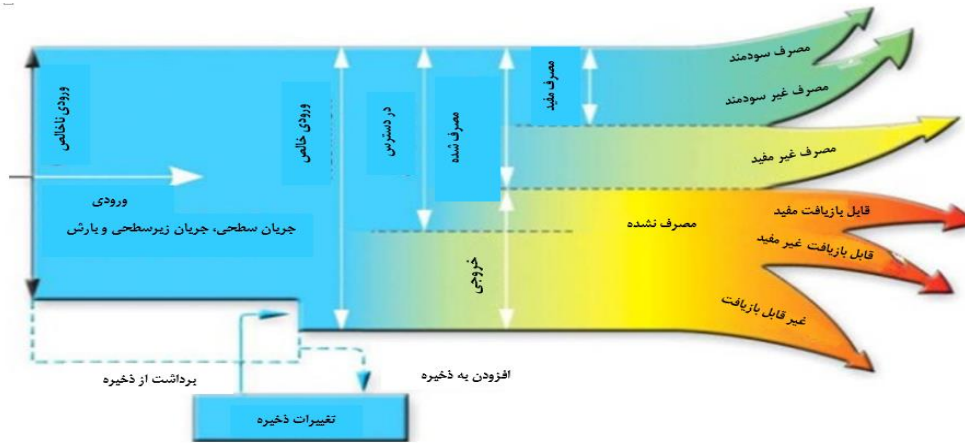 ورودی ناخالص
ورودی
جریان سطحی، جریان زیرسطحی و بارش
ورودی خالص
در دسترس
مصرف شده
مصرف مفید
خروجی
مصرف نشده
مصرف سودمند
مصرف غیر سودمند
مصرف غیر مفید
قابل بازیافت مفید
قابل بازیافت غیر مفید
غیر قابل بازیافت
برداشت از ذخیره
افزودن به ذخیره
تغییرات ذخیره